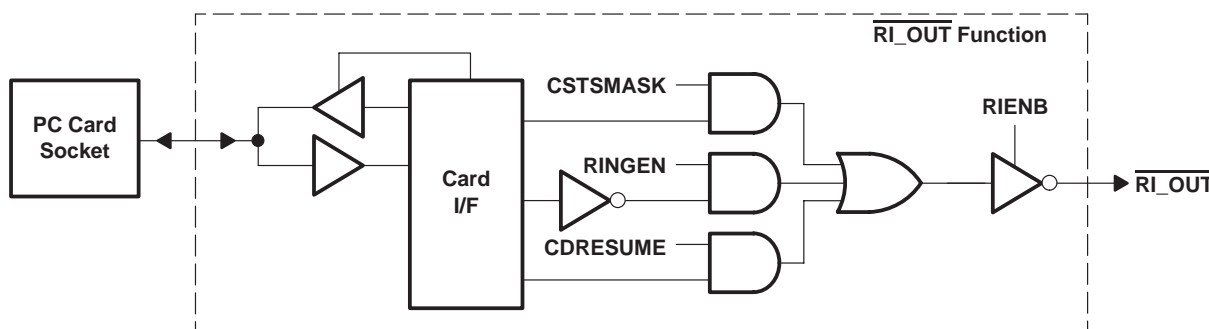 RI_OUT Function
PC Card
Socket
CSTSMASK
RINGEN
CDRESUME
Card
I/F
RIENB
RI_OUT